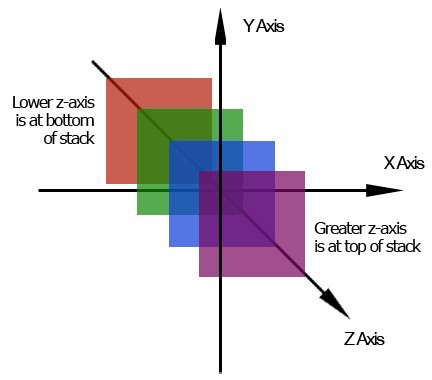 Y Axis
Lower z-axis
is at bottom
of stack
X Axis
Greater z-axis
is at top of stack
Z Axis